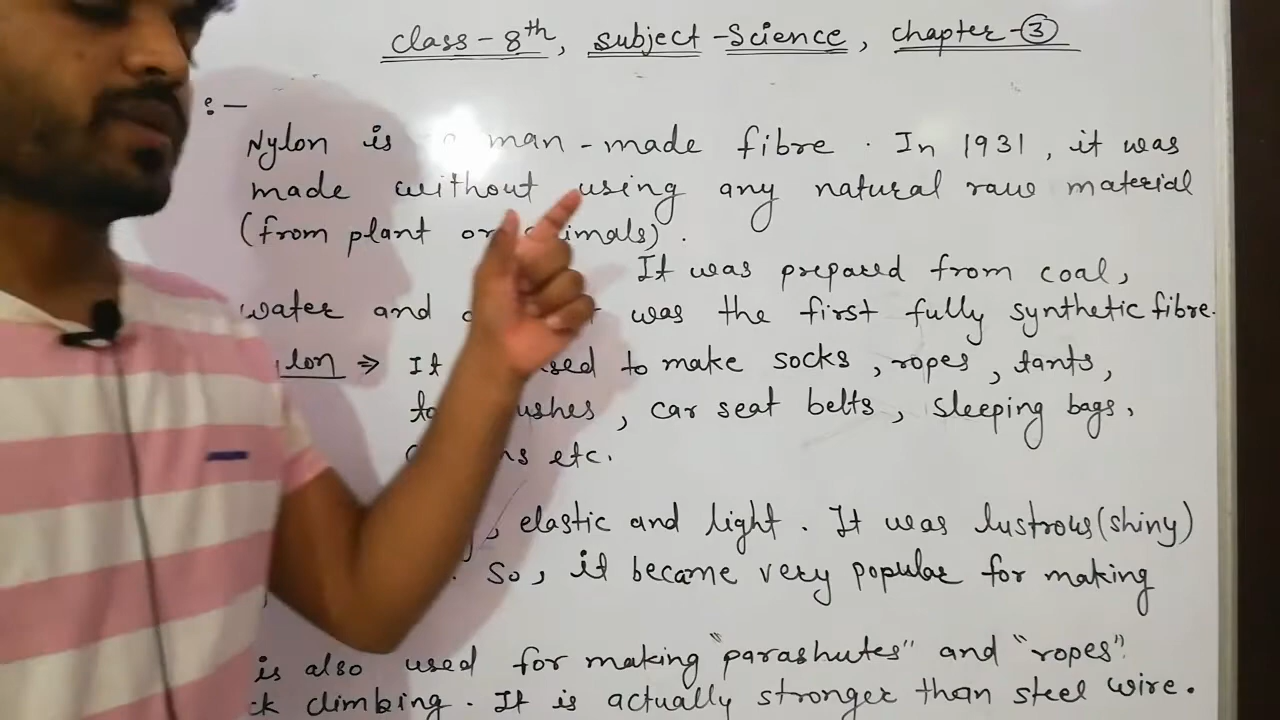 class-8th, subject-Science, chapter-3
:-
Nylon is man-made fibre. In 1931, it was
made without using any natural raw material
(from plant or ).
It was prepared from coal,
water and was the first fully synthetic fibre.
⇒ It to make socks, ropes, tants,
car seat belts, sleeping bags,
etc.
, elastic and light. It was lustrous(shiny)
. So, it became very popular for making
is also used for making "parashutes" and "ropes".
climbing. It is actually stronger than steel wire.